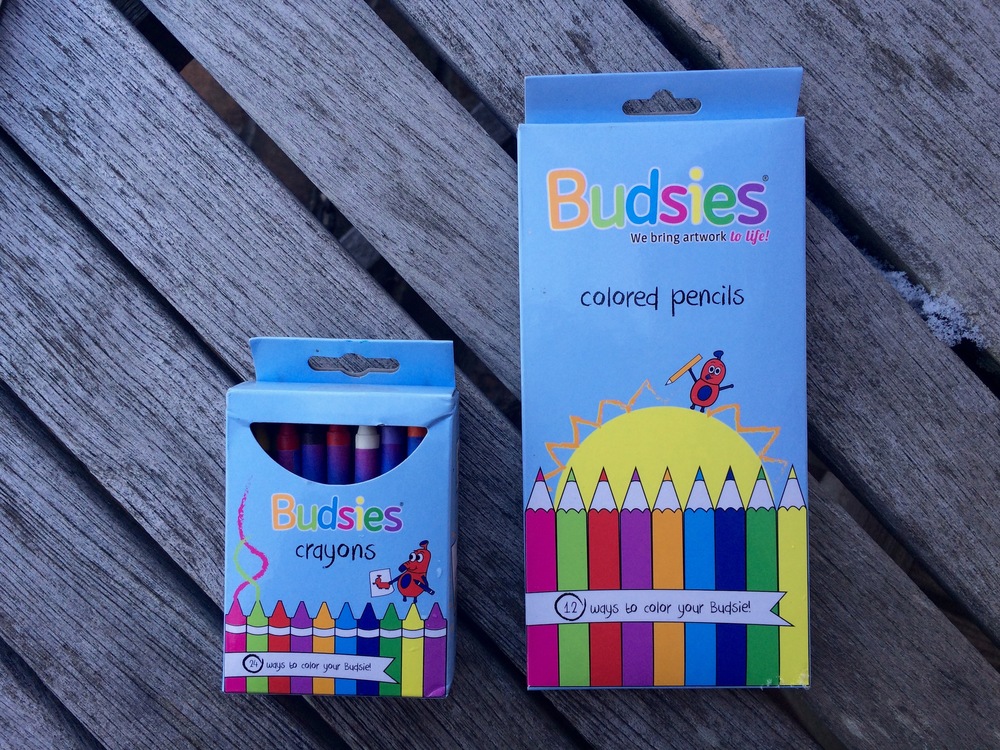 Budsies®
We bring artwork to life!
colored pencils
12 ways to color your Budsie!
Budsies®
crayons
24 ways to color your Budsie!